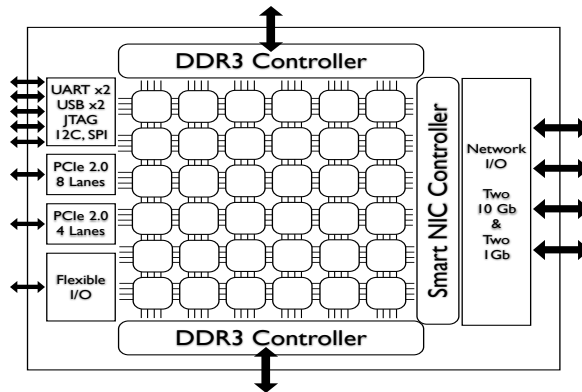 DDR3 Controller
UART x2
USB x2
JTAG
I2C, SPI
PCIe 2.0
8 Lanes
PCIe 2.0
4 Lanes
Flexible
I/O
Smart NIC Controller
Network
I/O
Two
10 Gb
&
Two
1Gb
DDR3 Controller